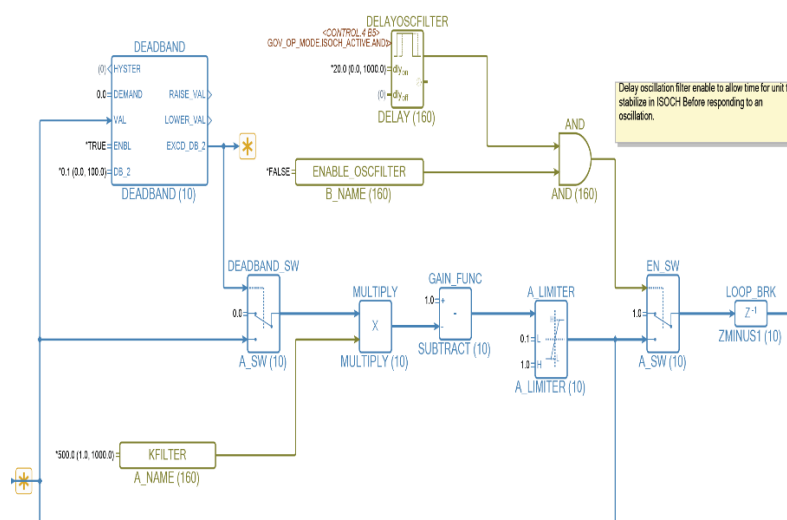 DELAYOSCFILTER
<CONTROL.4 B5>
GOV_OP_MODE.ISOCH_ACTIVE.AND
*20.0 (0.0, 1000.0) dlyon
(0) dlyoff
DELAY (160)
DEADBAND
(0) HYSTER
0.0 DEMAND RAISE_VAL
VAL LOWER_VAL
*TRUE ENBL EXCD_DB_2
*0.1 (0.0, 100.0) DB_2
DEADBAND (10)
Delay oscillation filter enable to allow time for unit t
stabilize in ISOCH Before responding to an
oscillation.
AND
AND (160)
*FALSE ENABLE_OSCFILTER
B_NAME (160)
DEADBAND_SW
0.0
A_SW (10)
MULTIPLY
X
MULTIPLY (10)
GAIN_FUNC
1.0 +
-
-
SUBTRACT (10)
A_LIMITER
0.1 L
1.0 H
A_LIMITER (10)
EN_SW
1.0
A_SW (10)
LOOP_BRK
Z-1
ZMINUS1 (10)
*500.0 (1.0, 1000.0) KFILTER
A_NAME (160)